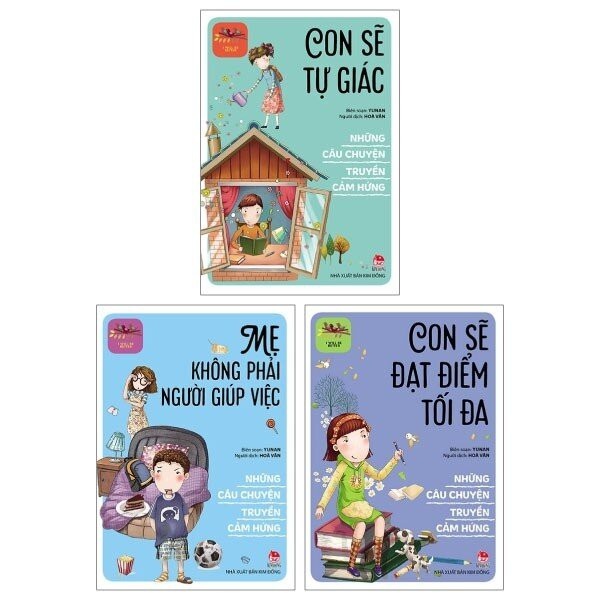 CON SẼ
TỰ GIÁC
Biên soạn: YUNAN
Người dịch: HOÀ VÂN
NHỮNG
CÂU CHUYỆN
TRUYỀN
CẢM HỨNG
NHÀ XUẤT BẢN KIM ĐỒNG
MẸ
KHÔNG PHẢI
NGƯỜI GIÚP VIỆC
Biên soạn: YUNAN
Người dịch: HOÀ VÂN
NHỮNG
CÂU CHUYỆN
TRUYỀN
CẢM HỨNG
NHÀ XUẤT BẢN KIM ĐỒNG
CON SẼ
ĐẠT ĐIỂM
TỐI ĐA
Biên soạn: YUNAN
Người dịch: HOÀ VÂN
NHỮNG
CÂU CHUYỆN
TRUYỀN
CẢM HỨNG
NHÀ XUẤT BẢN KIM ĐỒNG